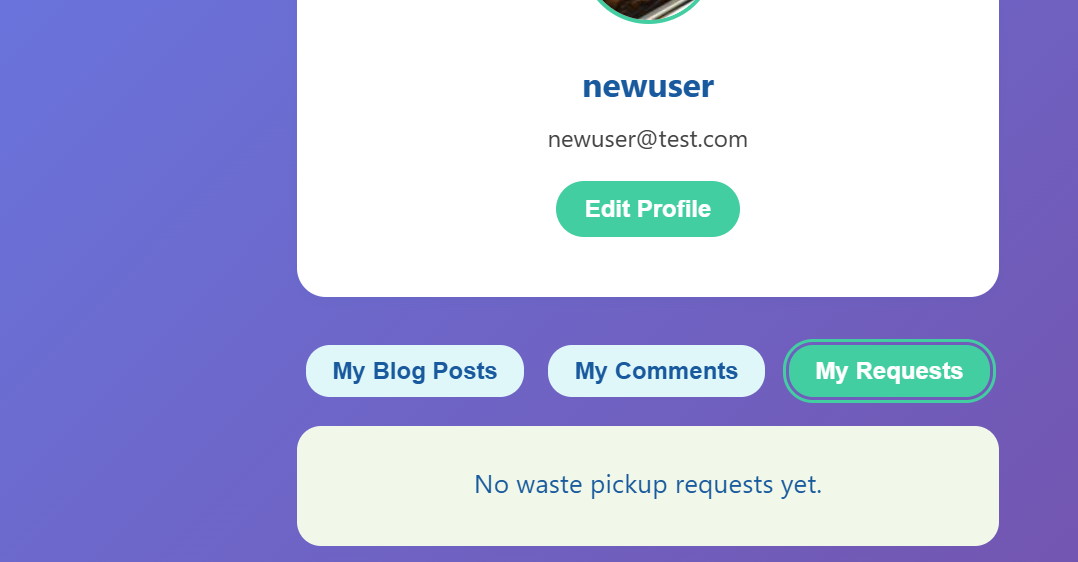 newuser
newuser@test.com
Edit Profile
My Blog Posts
My Comments
My Requests
No waste pickup requests yet.